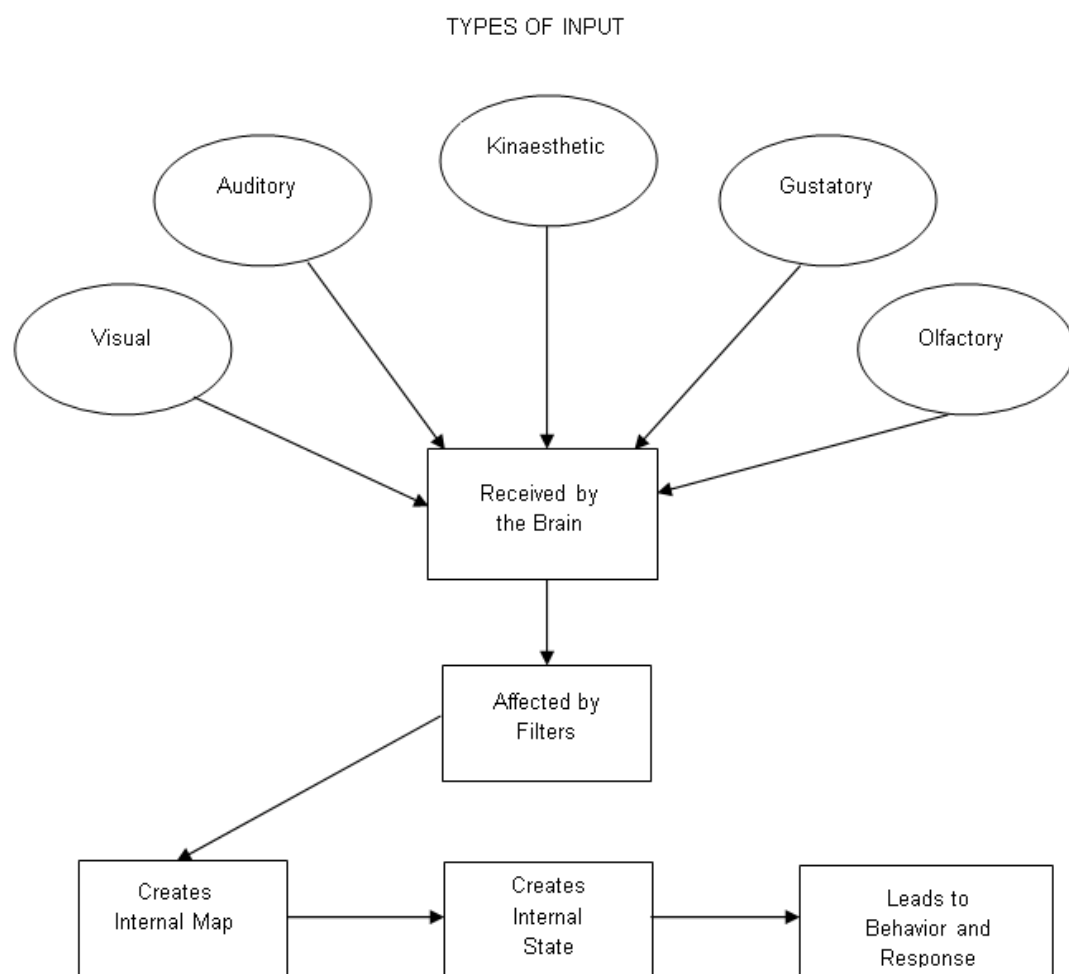 TYPES OF INPUT
Kinaesthetic
Auditory
Gustatory
Visual
Olfactory
Received by
the Brain
Affected by
Filters
Creates
Internal Map
Creates
Internal
State
Leads to
Behavior and
Response